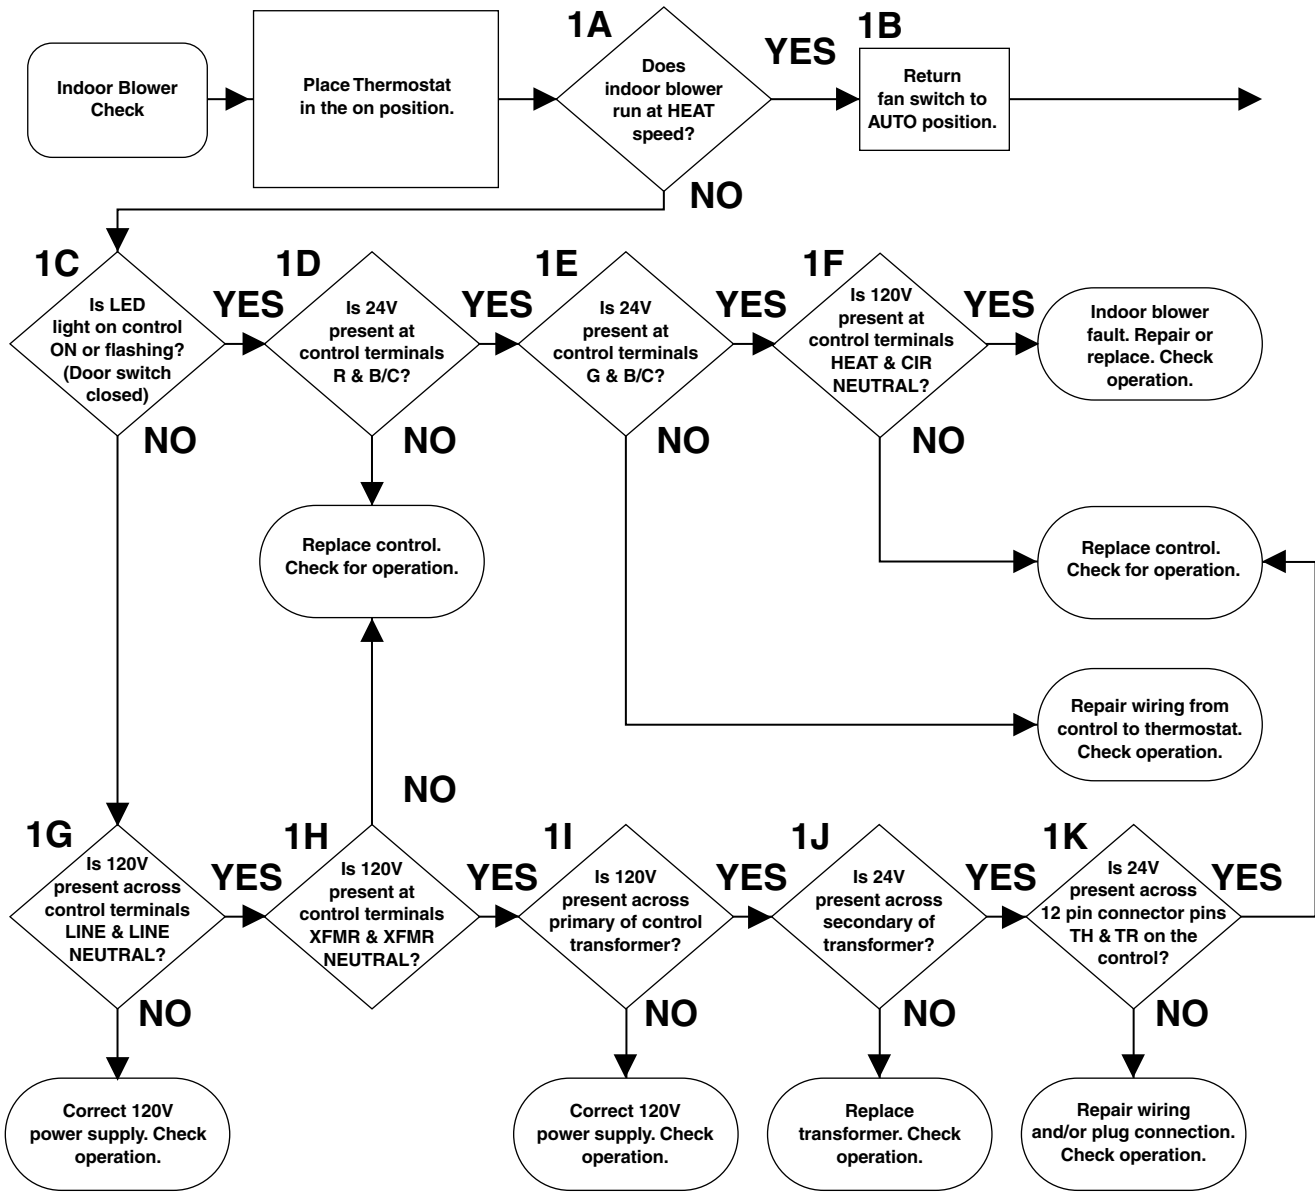 Indoor Blower
Check
Place Thermostat
in the on position.
1A
Does
indoor blower
run at HEAT
speed?
YES
NO
1B
Return
fan switch to
AUTO position.
1C
Is LED
light on control
ON or flashing?
(Door switch
closed)
YES
NO
1D
Is 24V
present at
control terminals
R & B/C?
YES
NO
1E
Is 24V
present at
control terminals
G & B/C?
YES
NO
1F
Is 120V
present at
control terminals
HEAT & CIR
NEUTRAL?
YES
NO
Indoor blower
fault. Repair or
replace. Check
operation.
Replace control.
Check for operation.
Replace control.
Check for operation.
Repair wiring from
control to thermostat.
Check operation.
1G
Is 120V
present across
control terminals
LINE & LINE
NEUTRAL?
YES
NO
1H
Is 120V
present at
control terminals
XFMR & XFMR
NEUTRAL?
YES
NO
1I
Is 120V
present across
primary of control
transformer?
YES
NO
1J
Is 24V
present across
secondary of
transformer?
YES
NO
1K
Is 24V
present across
12 pin connector pins
TH & TR on the
control?
YES
NO
Correct 120V
power supply. Check
operation.
Correct 120V
power supply. Check
operation.
Replace
transformer. Check
operation.
Repair wiring
and/or plug connection.
Check operation.